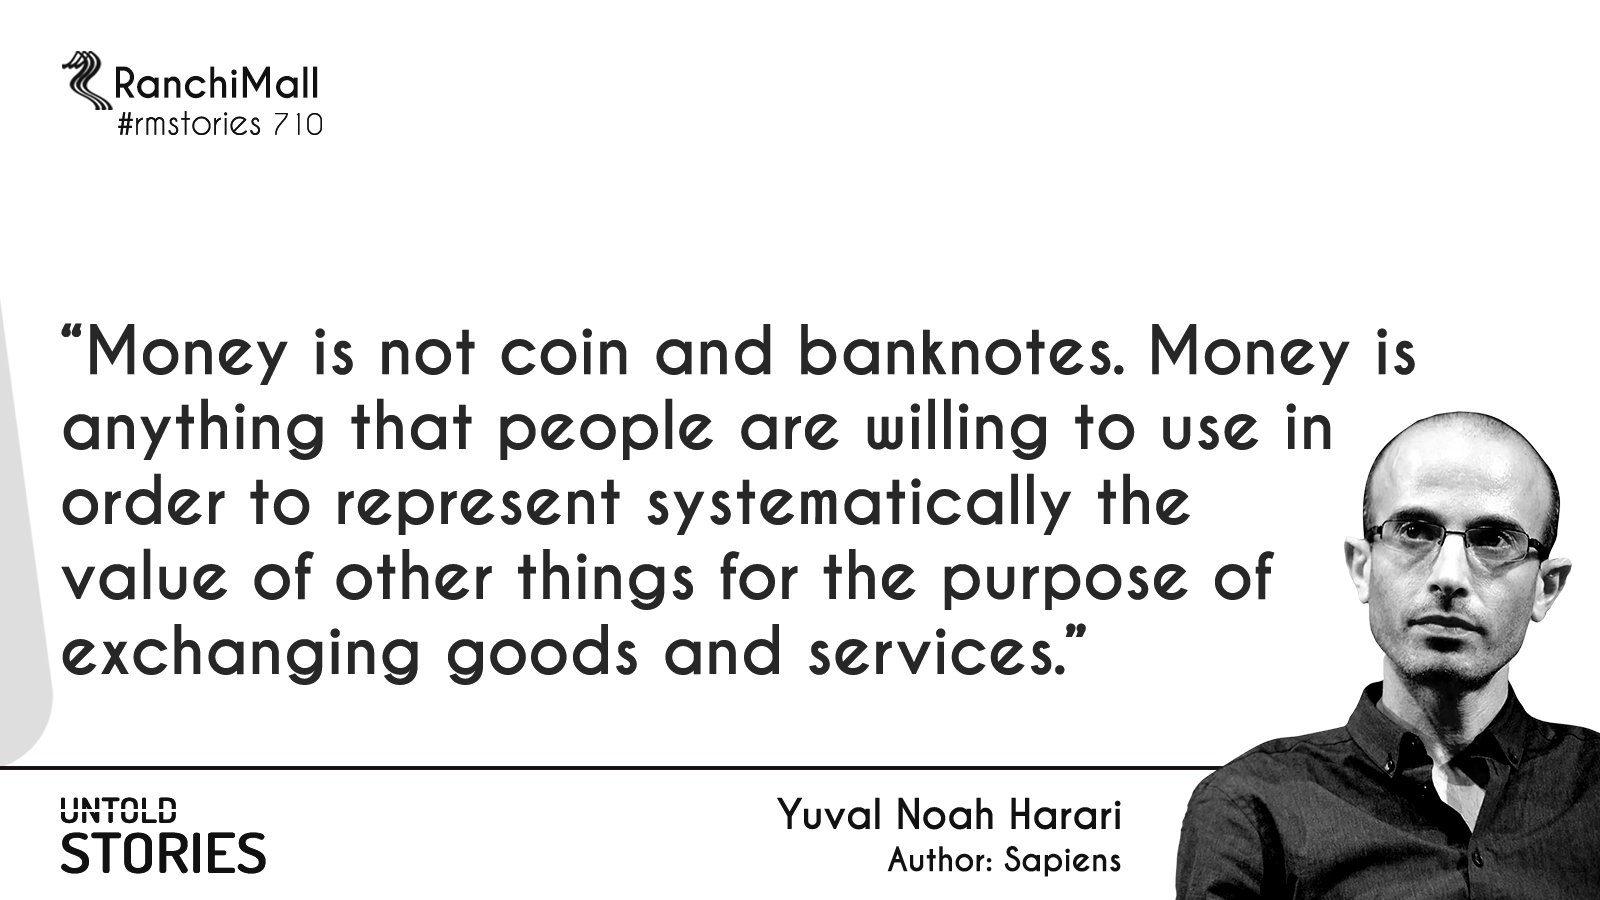 RanchiMall
#rmstories 710
“Money is not coin and banknotes. Money is
anything that people are willing to use in
order to represent systematically the
value of other things for the purpose of
exchanging goods and services.”
UNTOLD
STORIES
Yuval Noah Harari
Author: Sapiens